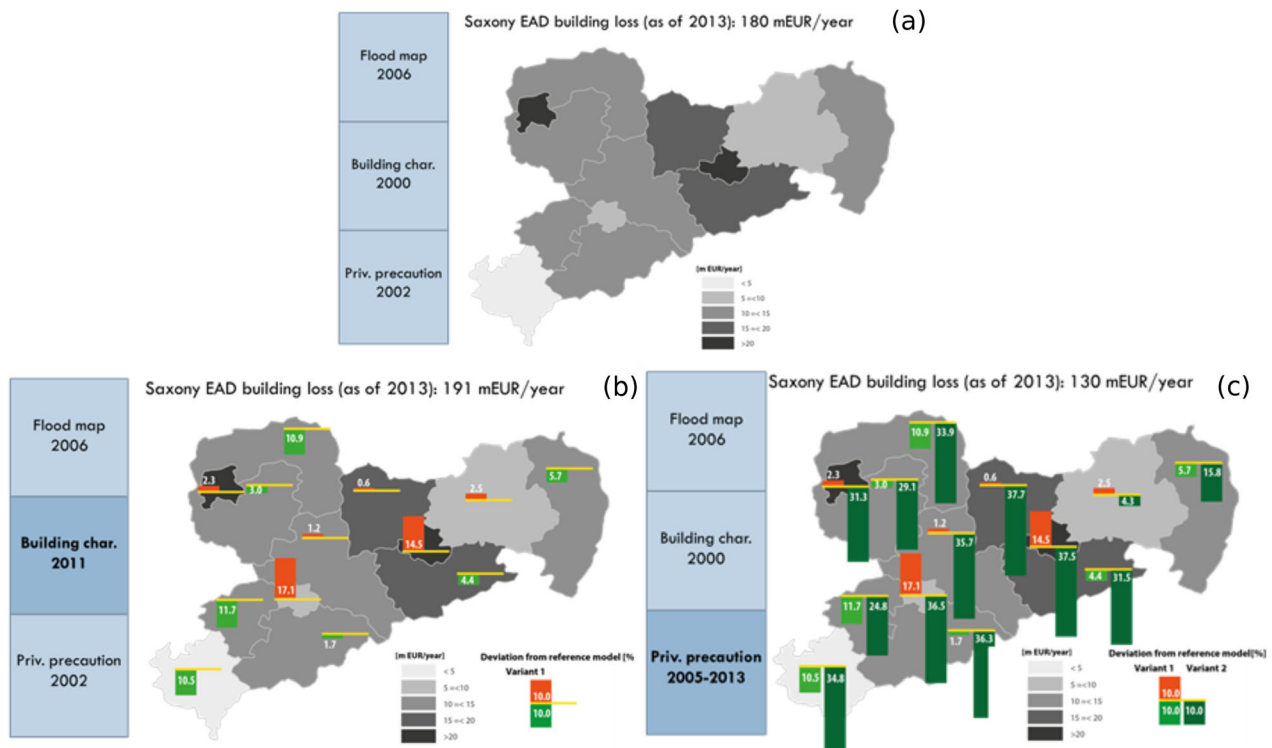 Saxony EAD building loss (as of 2013): 180 mEUR/year
(a)
Flood map
2006
Building char.
2000
Priv. precaution
2002
[m EUR/year]
< 5
5 =<10
10 =< 15
15 =< 20
>20
Saxony EAD building loss (as of 2013): 191 mEUR/year
(b)
Flood map
2006
Building char.
2011
Priv. precaution
2002
10.9
2.3
3.0
0.6
2.5
5.7
1.2
14.5
17.1
4.4
11.7
1.7
10.5
[m EUR/year]
< 5
5 =<10
10 =< 15
15 =< 20
>20
Deviation from reference model [%
Variant 1
10.0
10.0
Saxony EAD building loss (as of 2013): 130 mEUR/year
(c)
Flood map
2006
Building char.
2000
Priv. precaution
2005-2013
10.9 33.9
2.3
31.3
3.0 29.1
0.6
37.7
2.5
4.3
5.7 15.8
1.2
35.7
14.5
37.5
17.1
36.5
4.4 31.5
11.7 24.8
1.7 36.3
10.5 34.8
[m EUR/year]
< 5
5 =<10
10 =< 15
15 =< 20
>20
Deviation from reference model [%
Variant 1 Variant 2
10.0
10.0 10.0